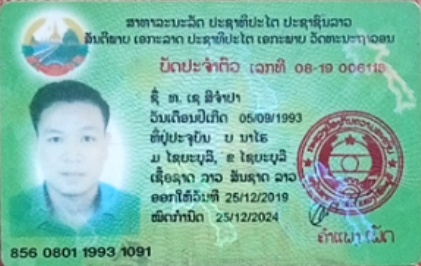 ສາທາລະນະລັດ ປະຊາທິປະໄຕ ປະຊາຊົນລາວ
ສັນຕິພາບ ເອກະລາດ ປະຊາທິປະໄຕ ເອກະພາບ ວັດທະນະຖາວອນ
ບັດປະຈຳຕົວ ເລກທີ 08-19 006118
ຊື່ ທ. ເຊ ສີຈຳປາ
ວັນເດືອນປີເກີດ 05/09/1993
ທີ່ຢູ່ປະຈຸບັນ ບ ນາໄຮ
ມ ໄຊຍະບູລີ, ຂ ໄຊຍະບູລີ
ເຊື້ອຊາດ ລາວ ສັນຊາດ ລາວ
ອອກໃຫ້ວັນທີ 25/12/2019
ໝົດກຳນົດ 25/12/2024
856 0801 1993 1091